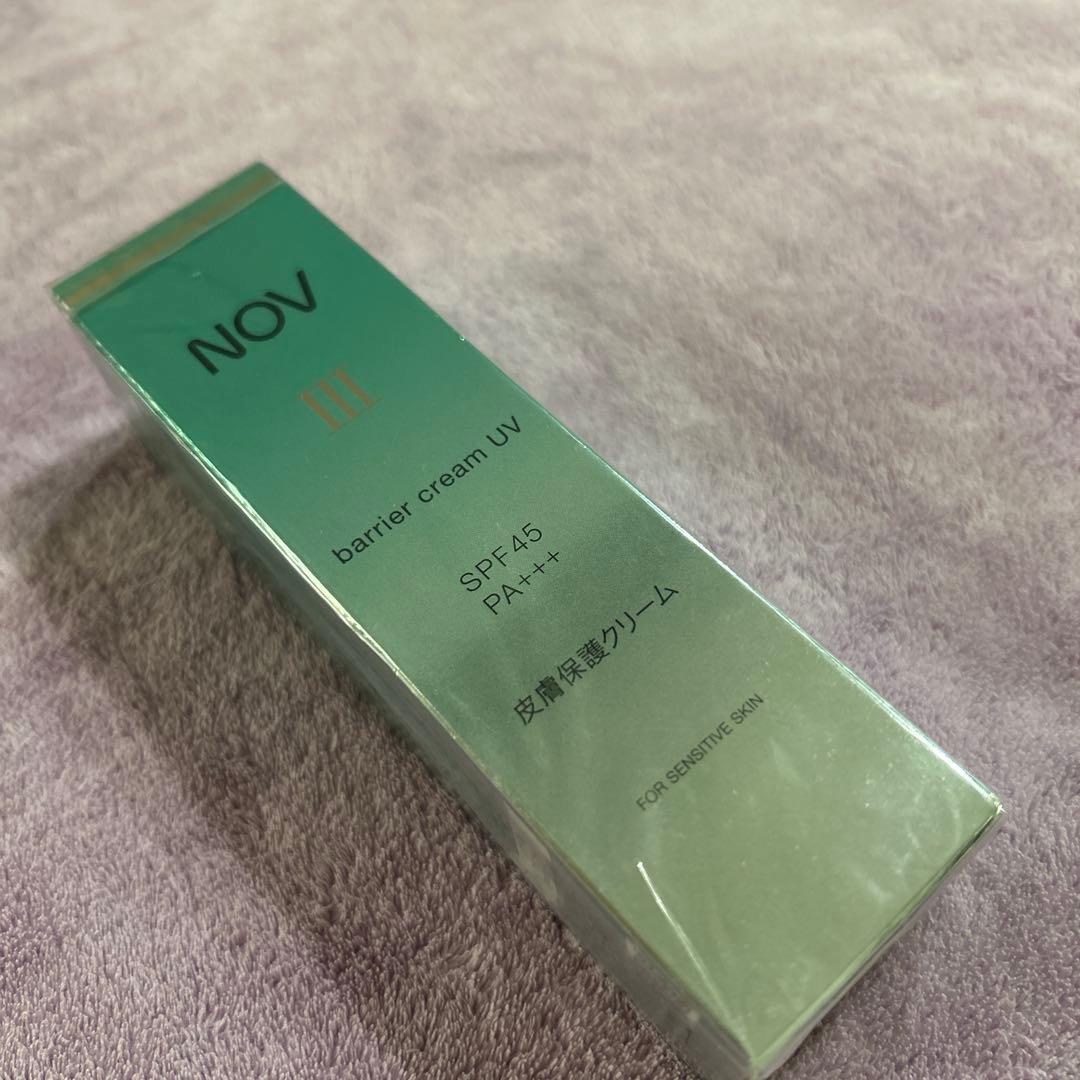 NOV
III
barrier cream UV
SPF45
PA+++
皮膚保護クリーム
FOR SENSITIVE SKIN